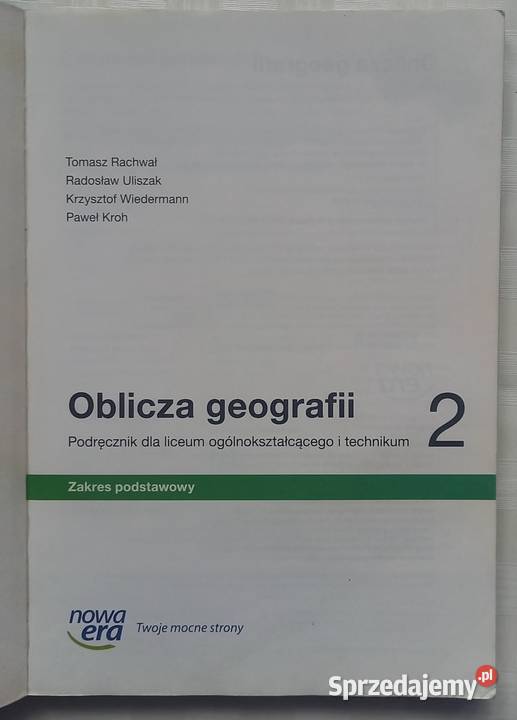 Tomasz Rachwał
Radosław Uliszak
Krzysztof Wiedermann
Paweł Kroh
Oblicza geografii 2
Podręcznik dla liceum ogólnokształcącego i technikum
Zakres podstawowy
nowa
era
Twoje mocne strony
Sprzedajemy.pl